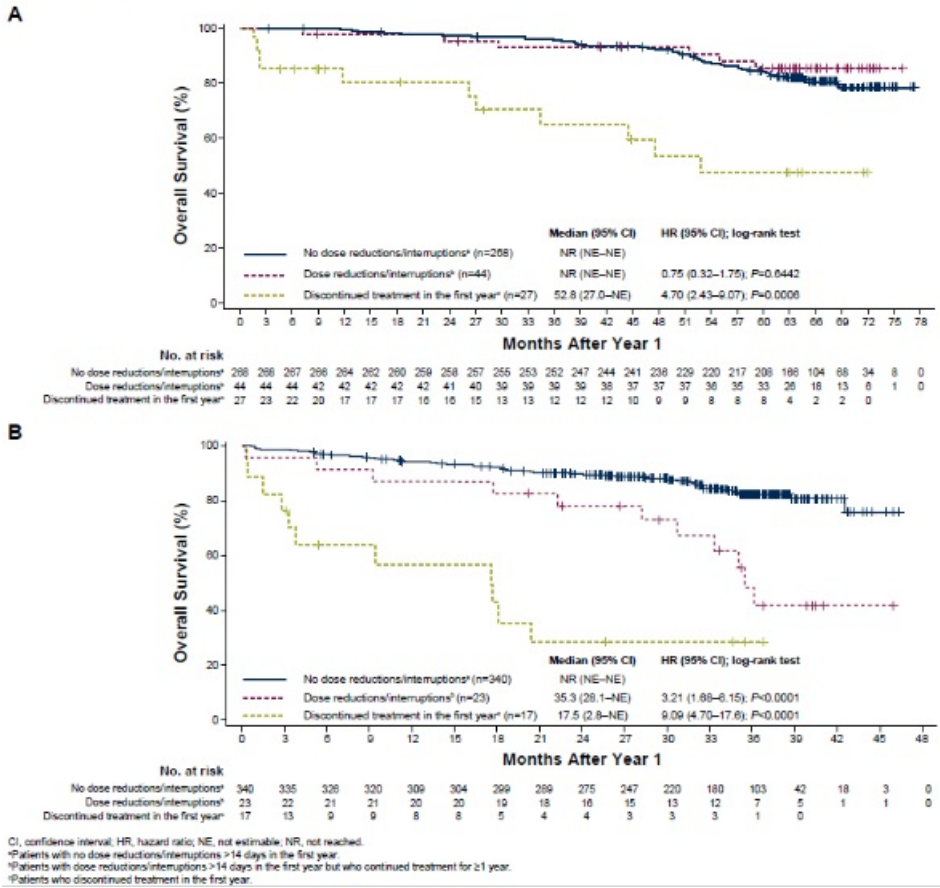 A
100
80
60
40
20
0
Overall Survival (%)
Median (95% CI) HR (95% CI); log-rank test
No dose reductions/interruptionsᵃ (n=268) NR (NE–NE)
Dose reductions/interruptionsᵇ (n=44) NR (NE–NE) 0.75 (0.32–1.75); P=0.6442
Discontinued treatment in the first yearᶜ (n=27) 52.8 (27.0–NE) 4.70 (2.43–9.07); P=0.0006
0 3 6 9 12 15 18 21 24 27 30 33 36 39 42 45 48 51 54 57 60 63 66 69 72 75 78
Months After Year 1
No. at risk
No dose reductions/interruptionsᵃ 268 268 267 266 264 262 260 259 258 257 255 253 252 247 244 241 236 229 220 217 208 166 104 68 34 8 0
Dose reductions/interruptionsᵇ 44 44 44 42 42 42 42 42 41 40 39 39 39 39 38 37 37 37 36 35 33 26 18 13 6 1 0
Discontinued treatment in the first yearᶜ 27 23 22 20 17 17 17 16 16 15 13 13 12 12 12 10 9 9 8 8 8 4 2 2 0
B
100
80
60
40
20
0
Overall Survival (%)
Median (95% CI) HR (95% CI); log-rank test
No dose reductions/interruptionsᵃ (n=340) NR (NE–NE)
Dose reductions/interruptionsᵇ (n=23) 35.3 (28.1–NE) 3.21 (1.68–6.15); P<0.0001
Discontinued treatment in the first yearᶜ (n=17) 17.5 (2.8–NE) 9.09 (4.70–17.6); P<0.0001
0 3 6 9 12 15 18 21 24 27 30 33 36 39 42 45 48
Months After Year 1
No. at risk
No dose reductions/interruptionsᵃ 340 335 326 320 309 304 299 289 275 247 220 180 103 42 18 3 0
Dose reductions/interruptionsᵇ 23 22 21 21 20 20 19 18 16 15 13 12 7 5 1 1 0
Discontinued treatment in the first yearᶜ 17 13 9 9 8 8 5 4 4 3 3 3 1 0
CI, confidence interval; HR, hazard ratio; NE, not estimable; NR, not reached.
ᵃPatients with no dose reductions/interruptions >14 days in the first year.
ᵇPatients with dose reductions/interruptions >14 days in the first year but who continued treatment for ≥1 year.
ᶜPatients who discontinued treatment in the first year.